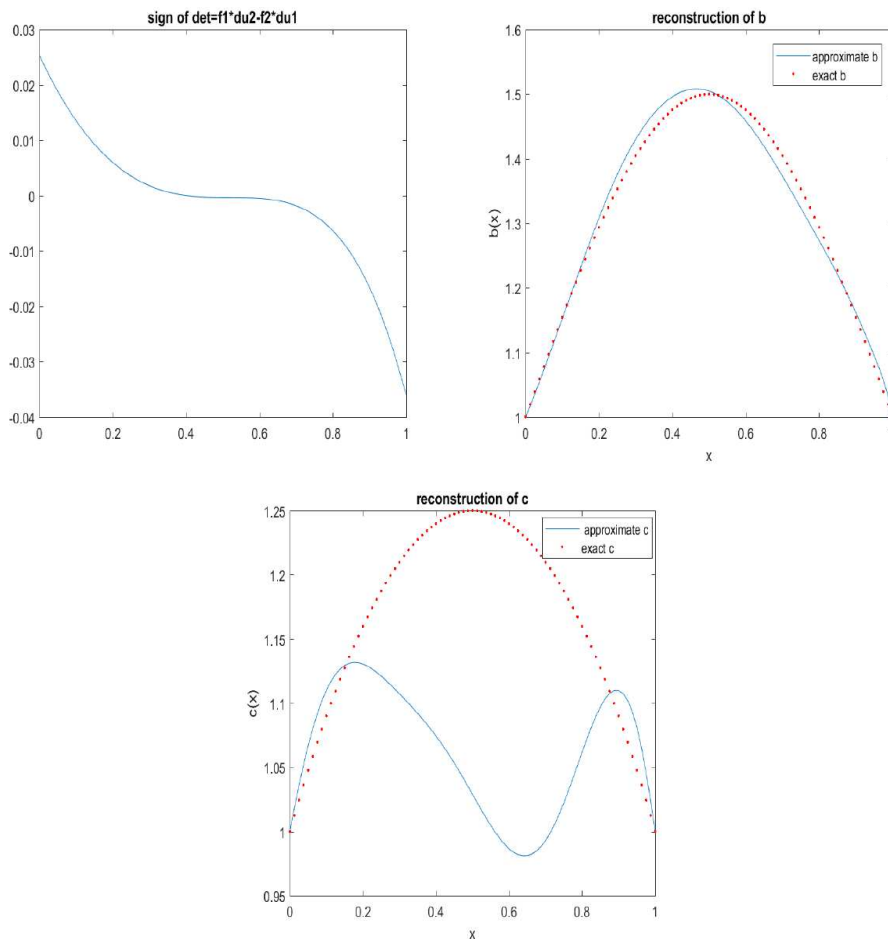 sign of det=f1*du2-f2*du1
0.03
0.02
0.01
0
-0.01
-0.02
-0.03
-0.04
0 0.2 0.4 0.6 0.8 1
reconstruction of b
approximate b
exact b
1.6
1.5
1.4
1.3
1.2
1.1
1
b(x)
0 0.2 0.4 0.6 0.8
x
reconstruction of c
approximate c
exact c
1.25
1.2
1.15
1.1
1.05
1
0.95
c(x)
0 0.2 0.4 0.6 0.8 1
x